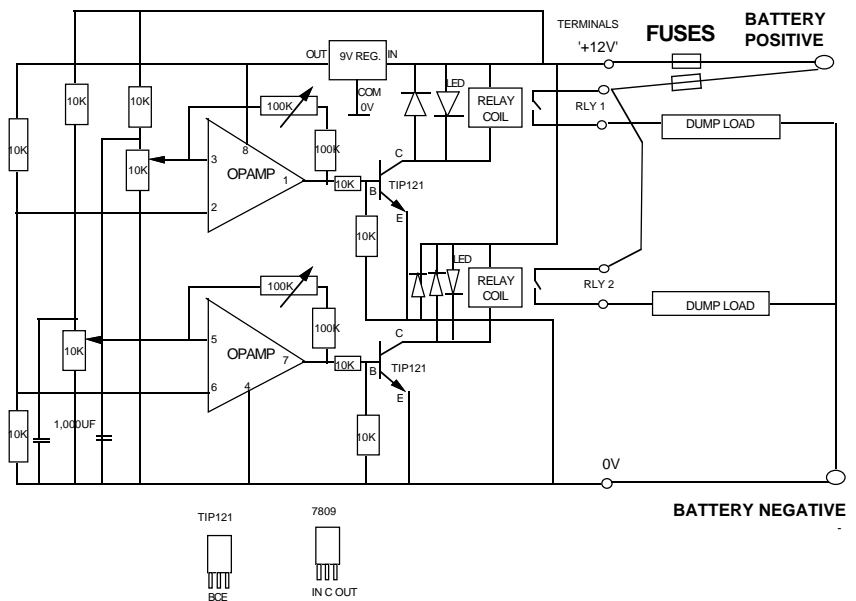 TERMINALS
'+12V'
FUSES
BATTERY
POSITIVE
OUT
9V REG.
IN
COM
0V
LED
RELAY
COIL
RLY 1
DUMP LOAD
10K
10K
10K
10K
100K
100K
3
8
OPAMP
1
2
10K
B
C
TIP121
E
10K
LED
RELAY
COIL
RLY 2
DUMP LOAD
100K
100K
10K
5
OPAMP
7
6
4
10K
B
C
TIP121
E
10K
10K
1,000UF
0V
BATTERY NEGATIVE
-
TIP121
BCE
7809
IN C OUT